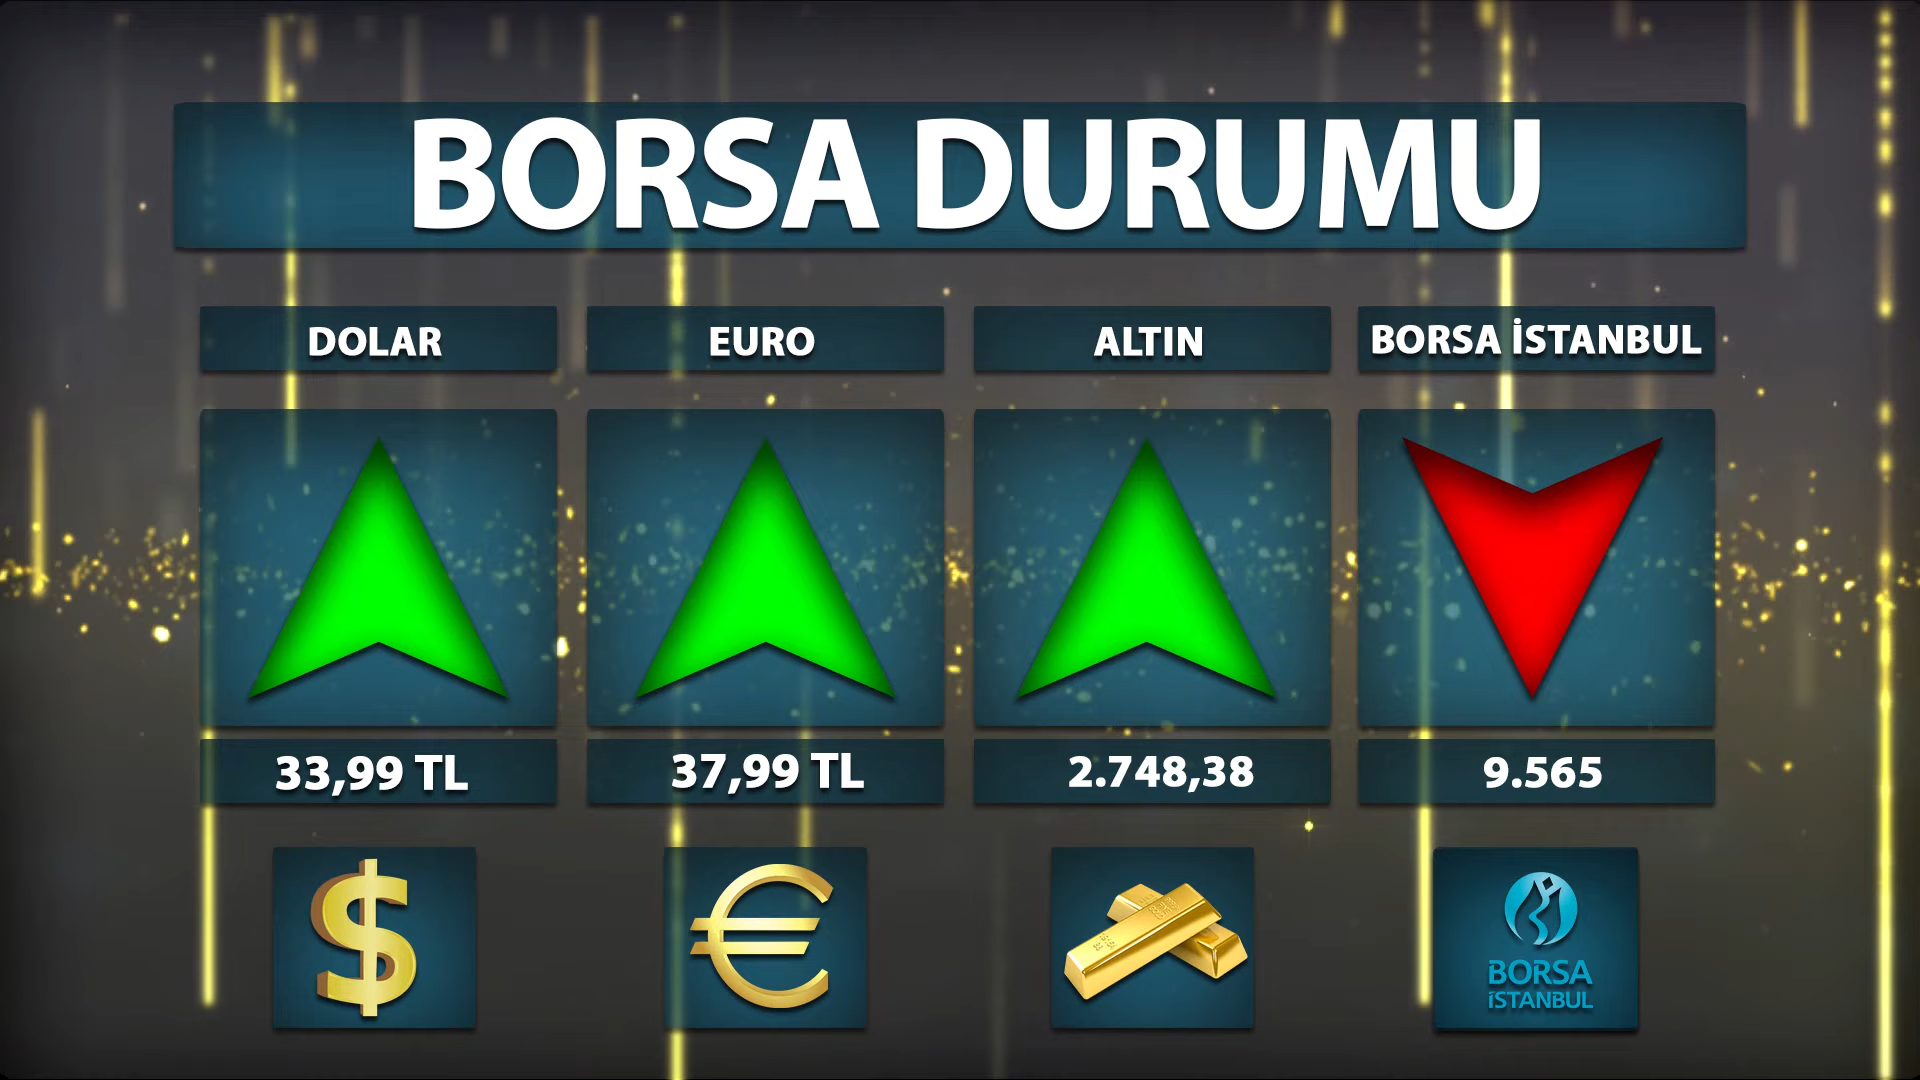 BORSA DURUMU
DOLAR
EURO
ALTIN
BORSA İSTANBUL
33,99 TL
37,99 TL
2.748,38
9.565
$
€
BORSA
İSTANBUL